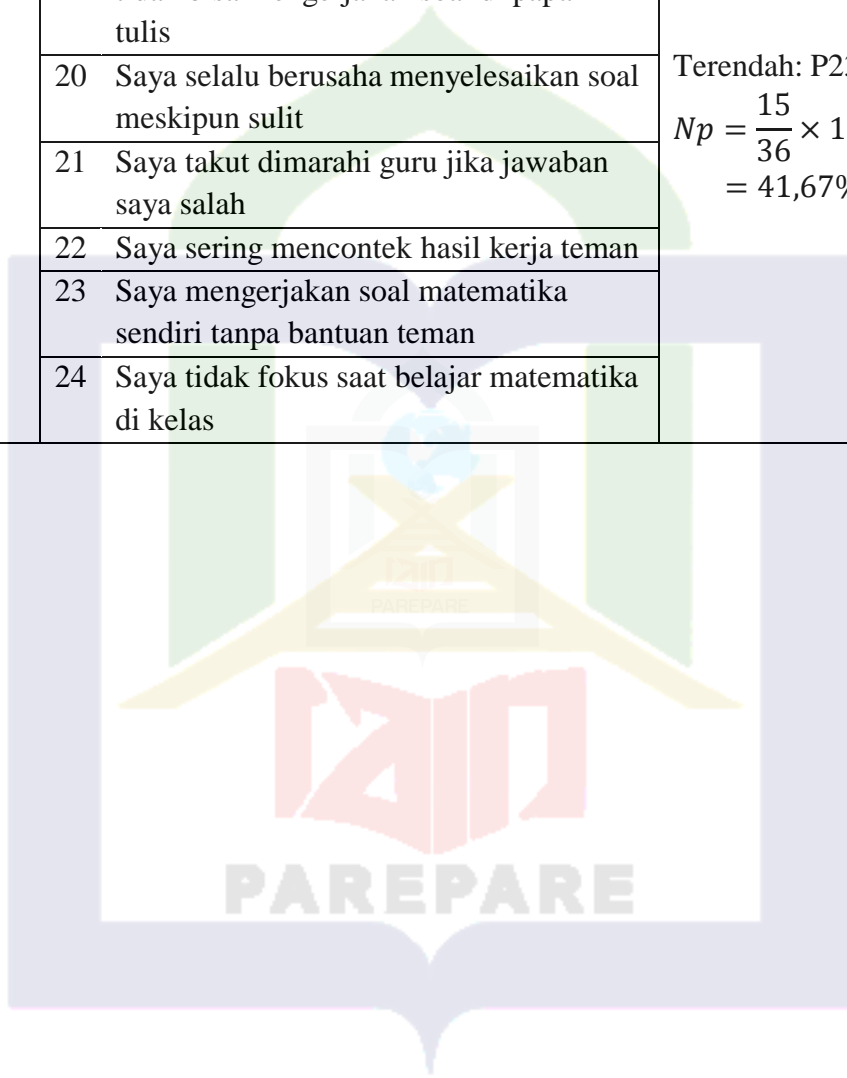 tulis
20 Saya selalu berusaha menyelesaikan soal
meskipun sulit
21 Saya takut dimarahi guru jika jawaban
saya salah
22 Saya sering mencontek hasil kerja teman
23 Saya mengerjakan soal matematika
sendiri tanpa bantuan teman
24 Saya tidak fokus saat belajar matematika
di kelas
Terendah: P2
Np = 15/36 × 1
= 41,67%
PAREPARE
PAREPARE